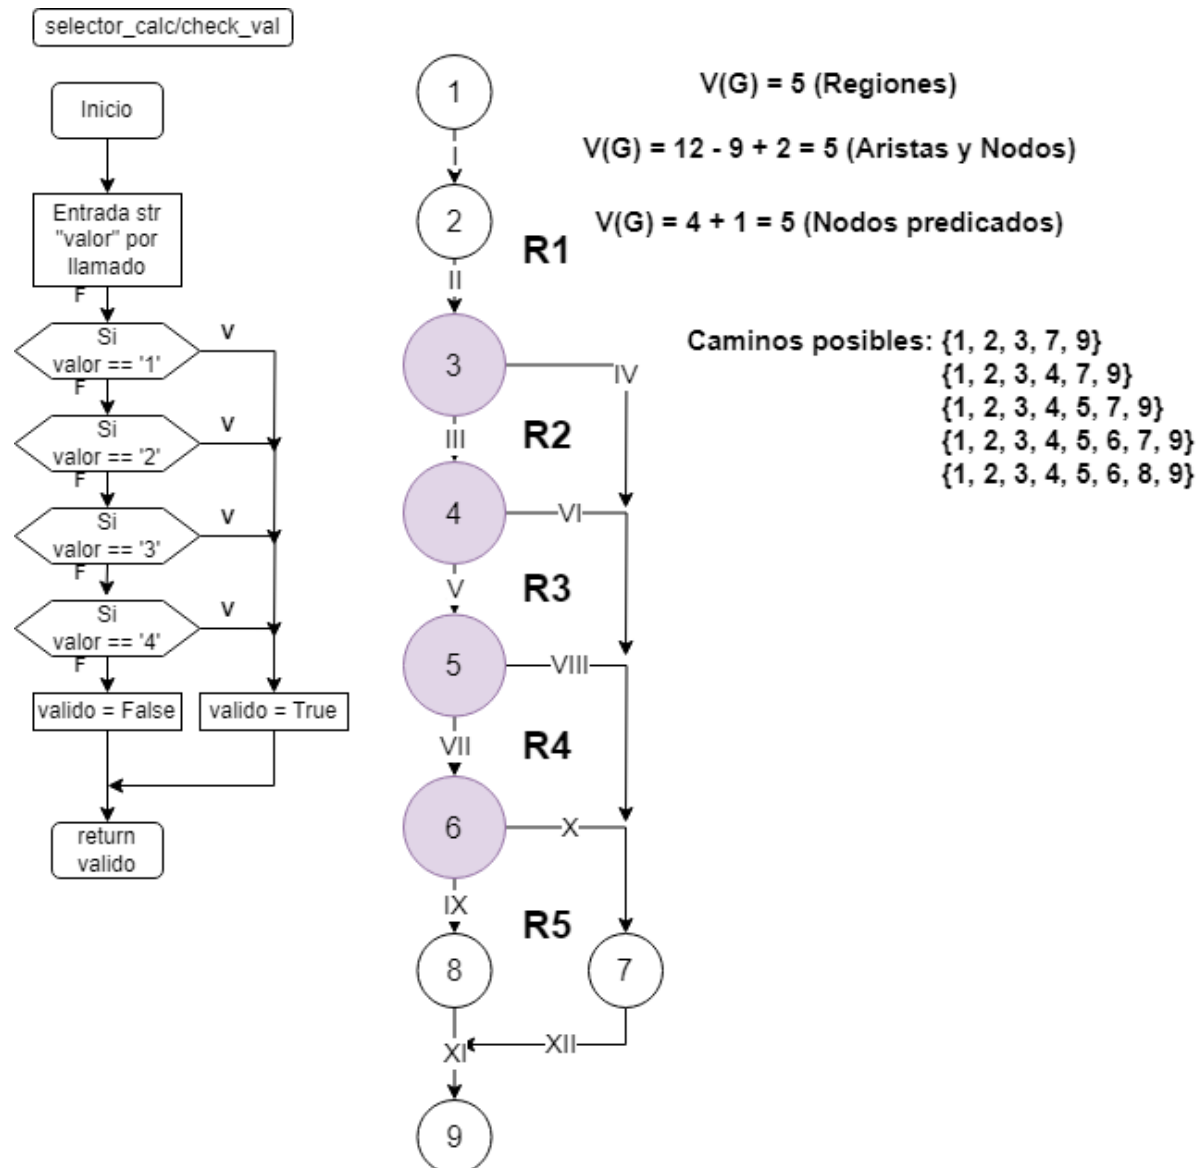 selector_calc/check_val
Inicio
Entrada str
"valor" por
llamado
F
Si
valor == '1'
V
F
Si
valor == '2'
V
F
Si
valor == '3'
V
F
Si
valor == '4'
V
F
valido = False
valido = True
return
valido
1
I
2
II
R1
3
IV
III
R2
4
VI
V
R3
5
VIII
VII
R4
6
X
IX
R5
8
7
XI
XII
9
V(G) = 5 (Regiones)
V(G) = 12 - 9 + 2 = 5 (Aristas y Nodos)
V(G) = 4 + 1 = 5 (Nodos predicados)
Caminos posibles: {1, 2, 3, 7, 9}
{1, 2, 3, 4, 7, 9}
{1, 2, 3, 4, 5, 7, 9}
{1, 2, 3, 4, 5, 6, 7, 9}
{1, 2, 3, 4, 5, 6, 8, 9}